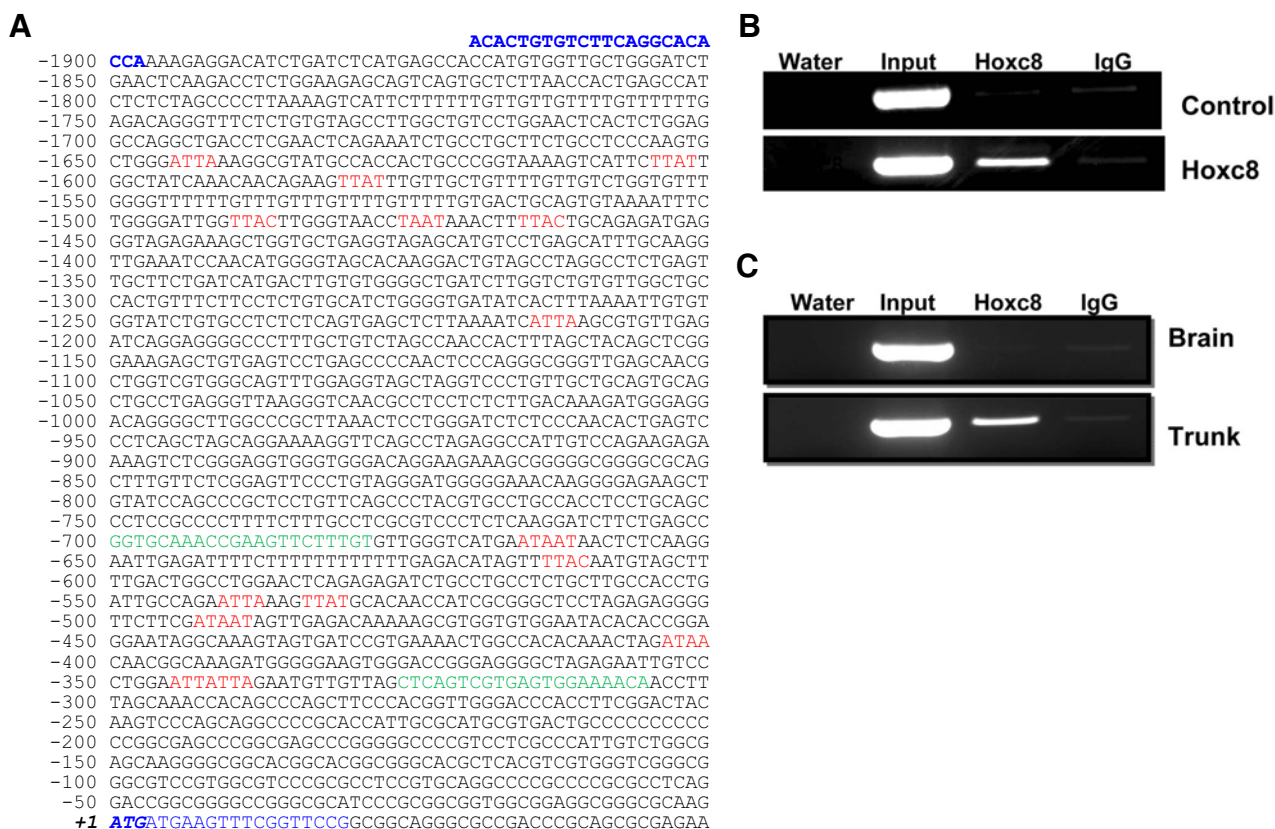 A
ACACTGTGTCTTCAGGCACA
-1900 CCAAAAGAGGACATCTGATCTCATGAGCCACCATGTGGTTGCTGGGATCT
-1850 GAACTCAAGACCTCTGGAAGAGCAGTCAGTGCTCTTAACCACTGAGCCAT
-1800 CTCTCTAGCCCCTTAAAAGTCATTCTTTTTTGTTGTTGTTTTGTTTTTTG
-1750 AGACAGGGTTTCTCTGTGTAGCCTTGGCTGTCCTGGAACTCACTCTGGAG
-1700 GCCAGGCTGACCTCGAACTCAGAAATCTGCCTGCTTCTGCCTCCCAAGTG
-1650 CTGGGATTAAAGGCGTATGCCACCACTGCCCGGTAAAAGTCATTCTTATT
-1600 GGCTATCAAACAACAGAAGTTATTTGTTGCTGTTTTGTTGTCTGGTGTTT
-1550 GGGGTTTTTTGTTTGTTTTGTTTTTGTGACTGCAGTGTAAAATTTC
-1500 TGGGGATTGGTTACTTGGGTAACCTAATAAACTTTTACTGCAGAGATGAG
-1450 GGTAGAGAAAGCTGGTGCTGAGGTAGAGCATGTCCTGAGCATTTGCAAGG
-1400 TTGAAATCCAACATGGGGTAGCACAAGGACTGTAGCCTAGGCCTCTGAGT
-1350 TGCTTCTGATCATGACTTGTGTGGGGCTGATCTTGGTCTGTGTTGGCTGC
-1300 CACTGTTTCTTCCTCTGTGCATCTGGGGTGATATCACTTTAAAATTGTGT
-1250 GGTATCTGTGCCTCTCTCAGTGAGCTCTTAAAATCATTAAGCGTGTTGAG
-1200 ATCAGGAGGGGCCCTTTGCTGTCTAGCCAACCACTTTAGCTACAGCTCGG
-1150 GAAAGAGCTGTGAGTCCTGAGCCCCAACTCCCAGGGCGGGTTGAGCAACG
-1100 CTGGTCGTGGGCAGTTTGGAGGTAGCTAGGTCCCTGTTGCTGCAGTGCAG
-1050 CTGCCTGAGGGTTAAGGGTCAACGCCTCCTCTCTTGACAAAGATGGGAGG
-1000 ACAGGGGCTTGGCCCGCTTAAACTCCTGGGATCTCTCCCAACACTGAGTC
-950 CCTCAGCTAGCAGGAAAAGGTTCAGCCTAGAGGCCATTGTCCAGAAGAGA
-900 AAAGTCTCGGGAGGTGGGTGGGACAGGAAGAAAGCGGGGGCGGGGCGCAG
-850 CTTTGTTCTCGGAGTTCCCTGTAGGGATGGGGGAAACAAGGGGAGAAGCT
-800 GTATCCAGCCCGCTCCTGTTCAGCCCTACGTGCCTGCCACCTCCTGCAGC
-750 CCTCCGCCCCTTTTCTTTGCCTCGCGTCCCTCTCAAGGATCTTCTGAGCC
-700 GGTGCAAACCGAAGTTCTTTGTGTTGGGTCATGAATAATAACTCTCAAGG
-650 AATTGAGATTTTCTTTTTTTTTTTTGAGACATAGTTTTACAATGTAGCTT
-600 TTGACTGGCCTGGAACTCAGAGAGATCTGCCTGCCTCTGCTTGCCACCTG
-550 ATTGCCAGAATTAAAGTTATGCACAACCATCGCGGGCTCCTAGAGAGGGG
-500 TTCTTCGATAATAGTTGAGACAAAAAGCGTGGTGTGGAATACACACCGGA
-450 GGAATAGGCAAAGTAGTGATCCGTGAAAACTGGCCACACAAACTAGATAA
-400 CAACGGCAAAGATGGGGGAAGTGGGACCGGGAGGGGCTAGAGAATTGTCC
-350 CTGGAATTATTAGAATGTTGTTAGCTCAGTCGTGAGTGGAAAACAACCTT
-300 TAGCAAACCACAGCCCAGCTTCCCACGGTTGGGACCCACCTTCGGACTAC
-250 AAGTCCCAGCAGGCCCCGCACCATTGCGCATGCGTGACTGCCCCCCCCCC
-200 CCGGCGAGCCCGGCGAGCCCGGGGGCCCCGTCCTCGCCCATTGTCTGGCG
-150 AGCAAGGGGCGGCACGGCACGGCGGGCACGCTCACGTCGTGGGTCGGGCG
-100 GGCGTCCGTGGCGTCCCGCGCCTCCGTGCAGGCCCCGCCCCGCGCCTCAG
-50 GACCGGCGGGGCCGGGCGCATCCCGCGGGCGGTGGCGGAGGCGGGCGCAAG
+1 ATGATGAAGTTTCGGTTCCGGCGGCAGGGCGCCGACCCGCAGCGCGAGAA
B
Water Input Hoxc8 IgG
Control
Hoxc8
C
Water Input Hoxc8 IgG
Brain
Trunk